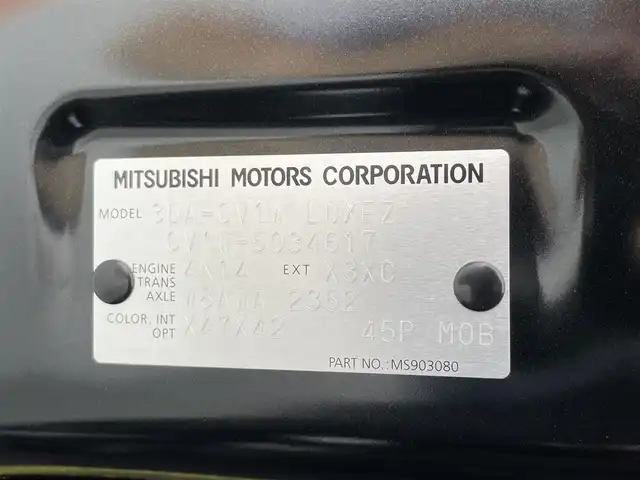 MITSUBISHI MOTORS CORPORATION
MODEL 3DA-CV1W LUXFZ
CV1W-5034617
ENGINE 4N14 EXT X3XC
TRANS
AXLE W8AWA 2352
COLOR, INT X47X42 45P M0B
OPT
PART NO.:MS903080